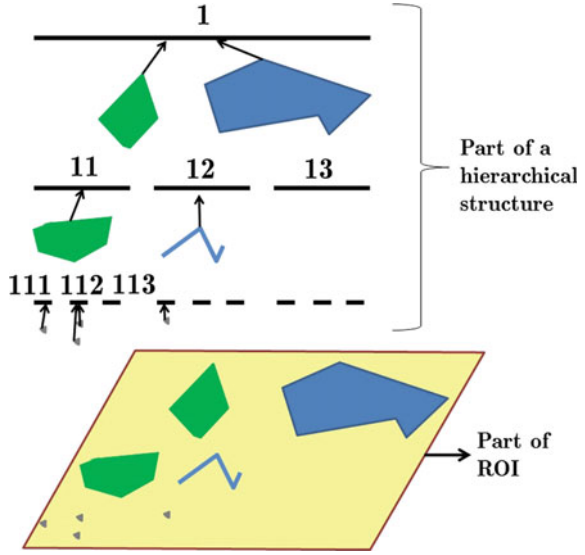 1
Part of a
hierarchical
structure
11 12 13
111 112 113
Part of
ROI